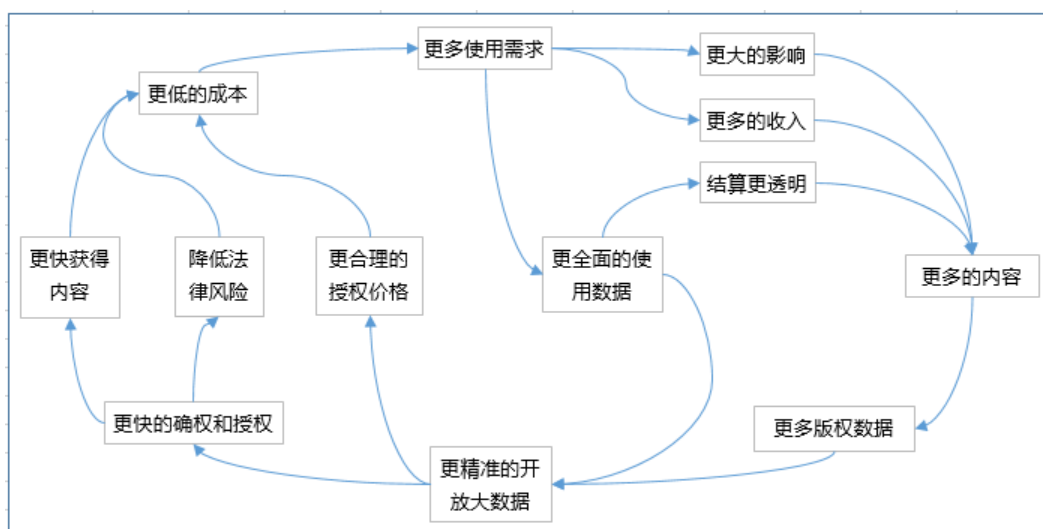 更多使用需求
更大的影响
更低的成本
更多的收入
结算更透明
更快获得
内容
降低法
律风险
更合理的
授权价格
更全面的使
用数据
更多的内容
更快的确权和授权
更多版权数据
更精准的开
放大数据